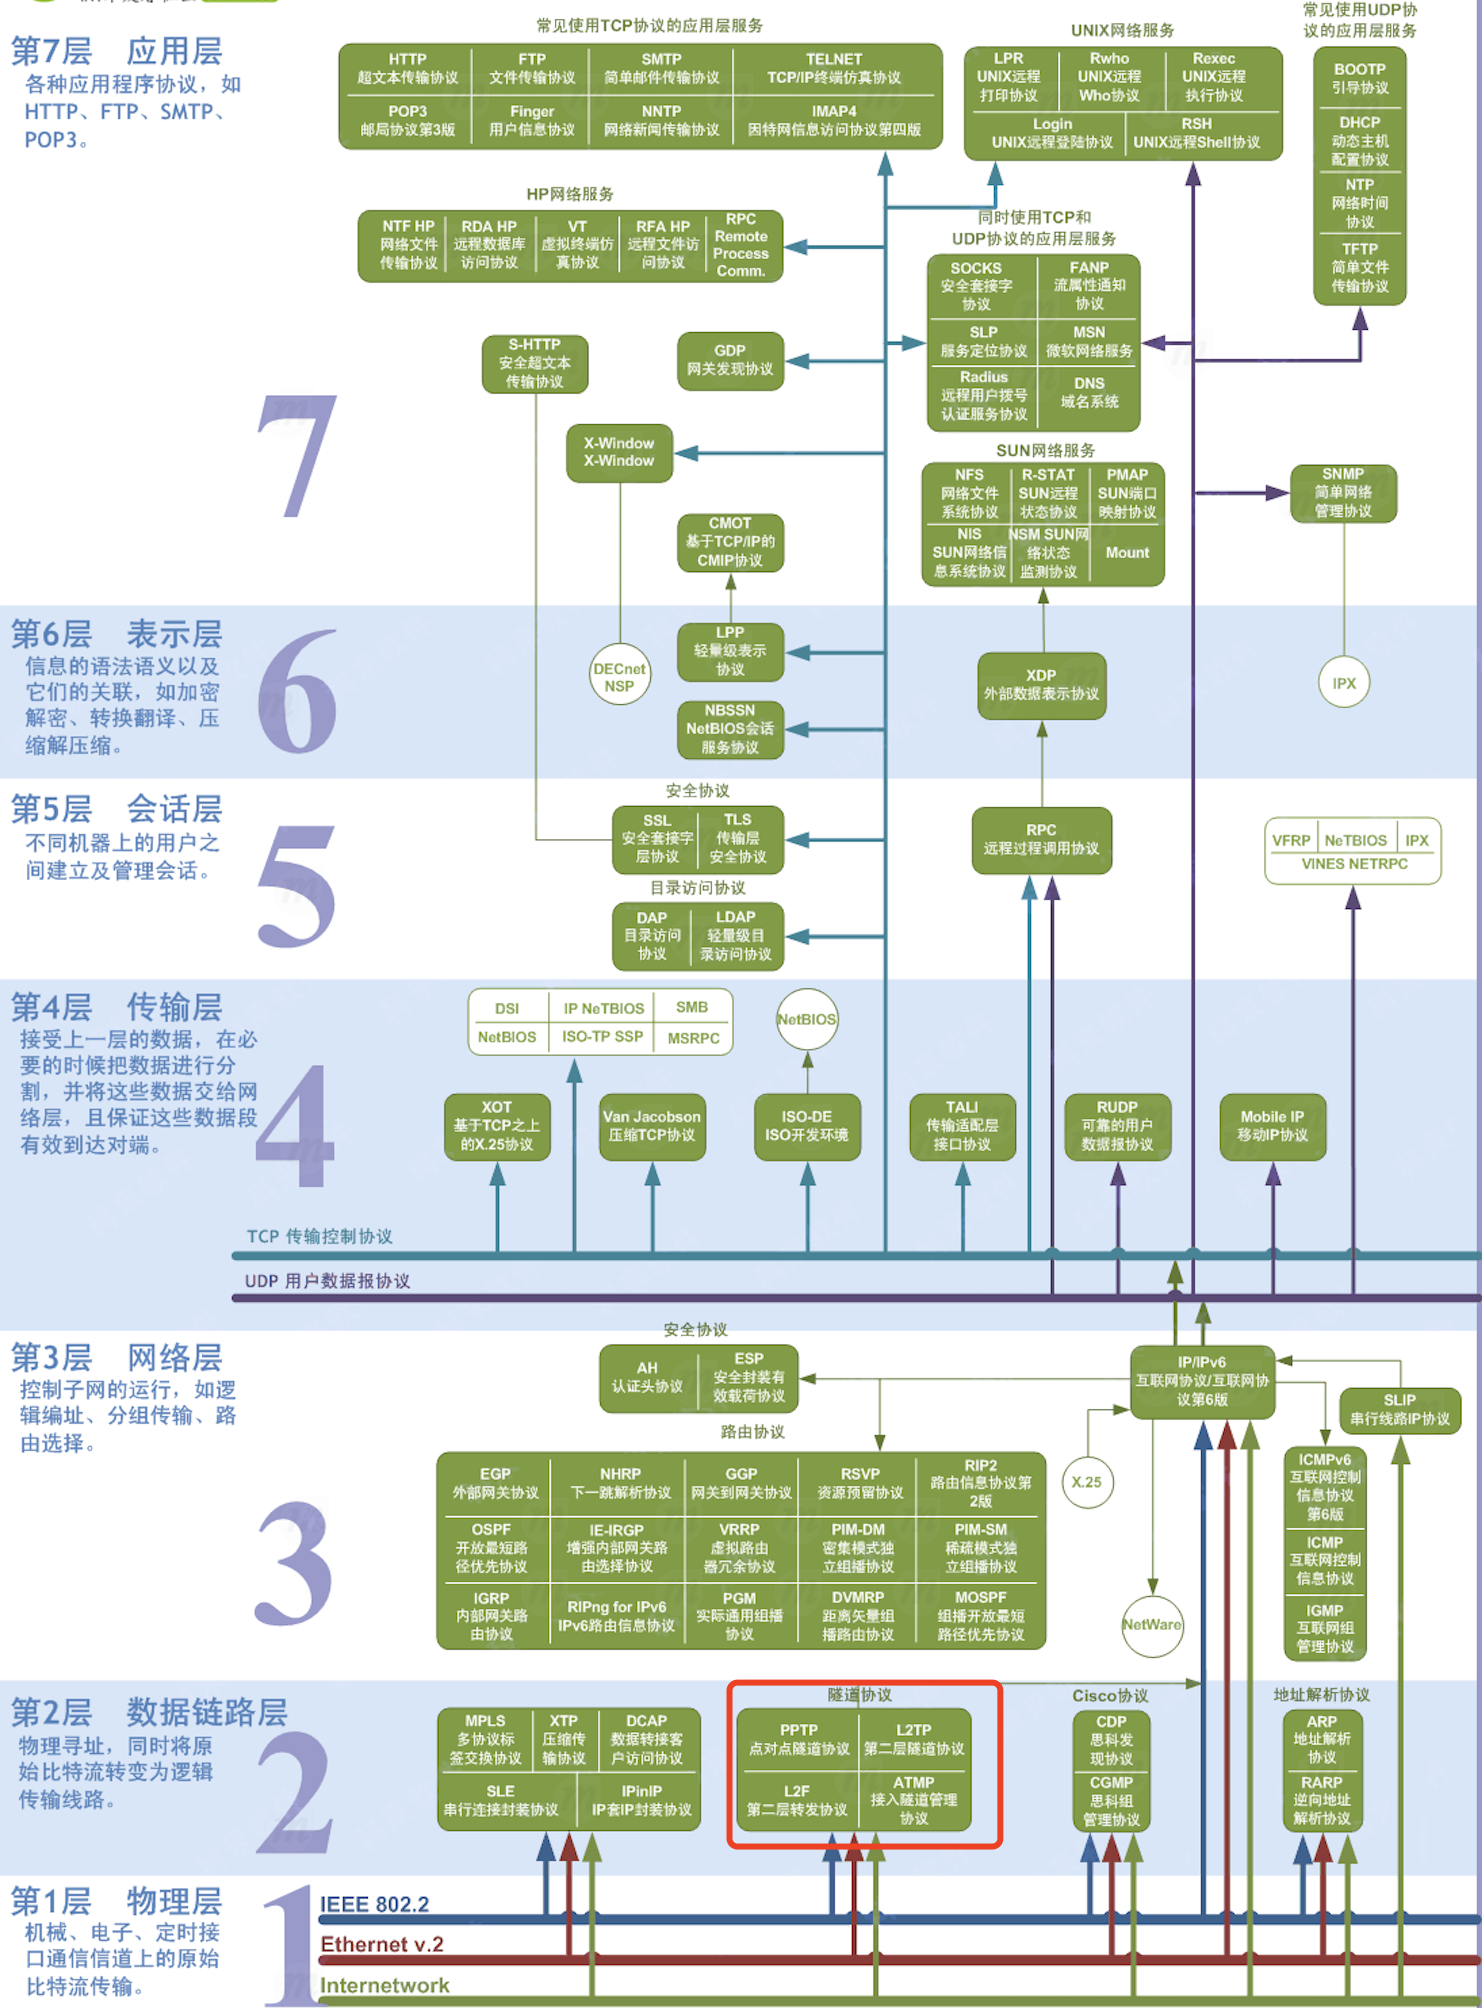 第7层 应用层
各种应用程序协议，如
HTTP、FTP、SMTP、
POP3。
7
常见使用TCP协议的应用层服务
HTTP
超文本传输协议
FTP
文件传输协议
SMTP
简单邮件传输协议
TELNET
TCP/IP终端仿真协议
POP3
邮局协议第3版
Finger
用户信息协议
NNTP
网络新闻传输协议
IMAP4
因特网信息访问协议第四版
UNIX网络服务
LPR
UNIX远程
打印协议
Rwho
UNIX远程
Who协议
Rexec
UNIX远程
执行协议
Login
UNIX远程登陆协议
RSH
UNIX远程Shell协议
常见使用UDP协
议的应用层服务
BOOTP
引导协议
DHCP
动态主机
配置协议
NTP
网络时间
协议
TFTP
简单文件
传输协议
HP网络服务
NTF HP
网络文件
传输协议
RDA HP
远程数据库
访问协议
VT
虚拟终端仿
真协议
RFA HP
远程文件访
问协议
RPC
Remote
Process
Comm.
同时使用TCP和
UDP协议的应用层服务
SOCKS
安全套接字
协议
FANP
流属性通知
协议
SLP
服务定位协议
MSN
微软网络服务
Radius
远程用户拨号
认证服务协议
DNS
域名系统
S-HTTP
安全超文本
传输协议
GDP
网关发现协议
X-Window
X-Window
SUN网络服务
NFS
网络文件
系统协议
R-STAT
SUN远程
状态协议
PMAP
SUN端口
映射协议
NIS
SUN网络信
息系统协议
NSM SUN网
络状态
监测协议
Mount
SNMP
简单网络
管理协议
CMOT
基于TCP/IP的
CMIP协议
第6层 表示层
信息的语法语义以及
它们的关联，如加密
解密、转换翻译、压
缩解压缩。
6
DECnet
NSP
LPP
轻量级表示
协议
NBSSN
NetBIOS会话
服务协议
XDP
外部数据表示协议
IPX
第5层 会话层
不同机器上的用户之
间建立及管理会话。
5
安全协议
SSL
安全套接字
层协议
TLS
传输层
安全协议
目录访问协议
DAP
目录访问
协议
LDAP
轻量级目
录访问协议
RPC
远程过程调用协议
VFRP
NeTBIOS
IPX
VINES NETRPC
第4层 传输层
接受上一层的数据，在必
要的时候把数据进行分
割，并将这些数据交给网
络层，且保证这些数据段
有效到达对端。
4
DSI
IP NeTBIOS
SMB
NetBIOS
ISO-TP SSP
MSRPC
NetBIOS
XOT
基于TCP之上
的X.25协议
Van Jacobson
压缩TCP协议
ISO-DE
ISO开发环境
TALI
传输适配层
接口协议
RUDP
可靠的用户
数据报协议
Mobile IP
移动IP协议
TCP 传输控制协议
UDP 用户数据报协议
第3层 网络层
控制子网的运行，如逻
辑编址、分组传输、路
由选择。
3
安全协议
AH
认证头协议
ESP
安全封装有
效载荷协议
IP/IPv6
互联网协议/互联网协
议第6版
SLIP
串行线路IP协议
X.25
路由协议
EGP
外部网关协议
NHRP
下一跳解析协议
GGP
网关到网关协议
RSVP
资源预留协议
RIP2
路由信息协议第
2版
OSPF
开放最短路
径优先协议
IE-IRGP
增强内部网关路
由选择协议
VRRP
虚拟路由
器冗余协议
PIM-DM
密集模式独
立组播协议
PIM-SM
稀疏模式独
立组播协议
IGRP
内部网关路
由协议
RIPng for IPv6
IPv6路由信息协议
PGM
实际通用组播
协议
DVMRP
距离矢量组
播路由协议
MOSPF
组播开放最短
路径优先协议
NetWare
ICMPv6
互联网控制
信息协议
第6版
ICMP
互联网控制
信息协议
IGMP
互联网组
管理协议
第2层 数据链路层
物理寻址，同时将原
始比特流转变为逻辑
传输线路。
2
MPLS
多协议标
签交换协议
XTP
压缩传
输协议
DCAP
数据转接客
户访问协议
SLE
串行连接封装协议
IPinIP
IP套IP封装协议
隧道协议
PPTP
点对点隧道协议
L2TP
第二层隧道协议
L2F
第二层转发协议
ATMP
接入隧道管理
协议
Cisco协议
CDP
思科发
现协议
CGMP
思科组
管理协议
地址解析协议
ARP
地址解析
协议
RARP
逆向地址
解析协议
第1层 物理层
机械、电子、定时接
口通信信道上的原始
比特流传输。
1
IEEE 802.2
Ethernet v.2
Internetwork